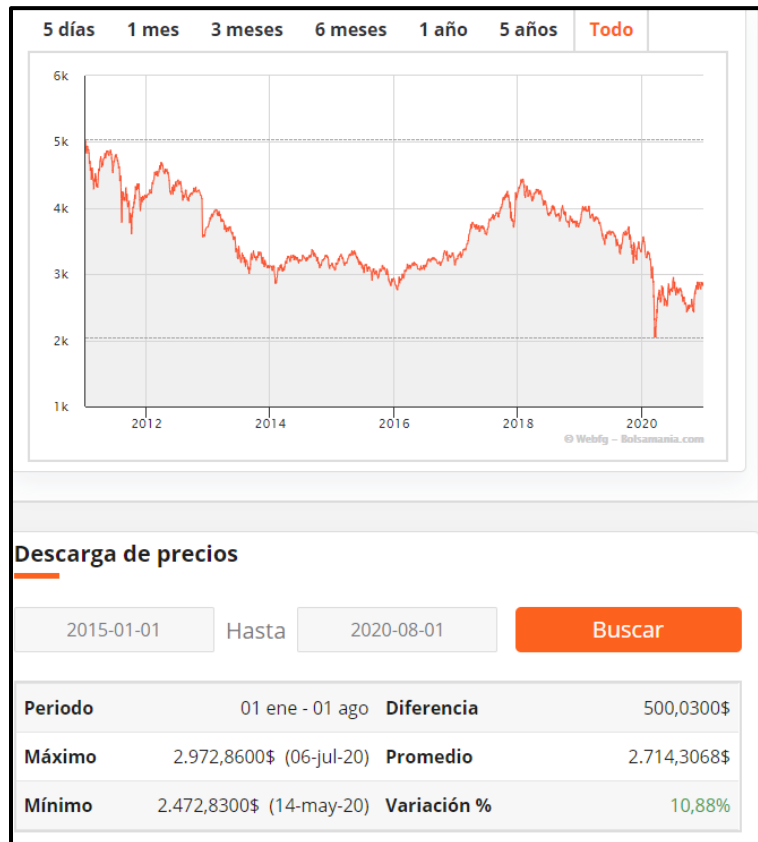 5 días 1 mes 3 meses 6 meses 1 año 5 años Todo
6k
5k
4k
3k
2k
1k
2012 2014 2016 2018 2020
© Webfg – Bolsamania.com
Descarga de precios
2015-01-01 Hasta 2020-08-01 Buscar
Periodo 01 ene - 01 ago Diferencia 500,0300$
Máximo 2.972,8600$ (06-jul-20) Promedio 2.714,3068$
Mínimo 2.472,8300$ (14-may-20) Variación % 10,88%